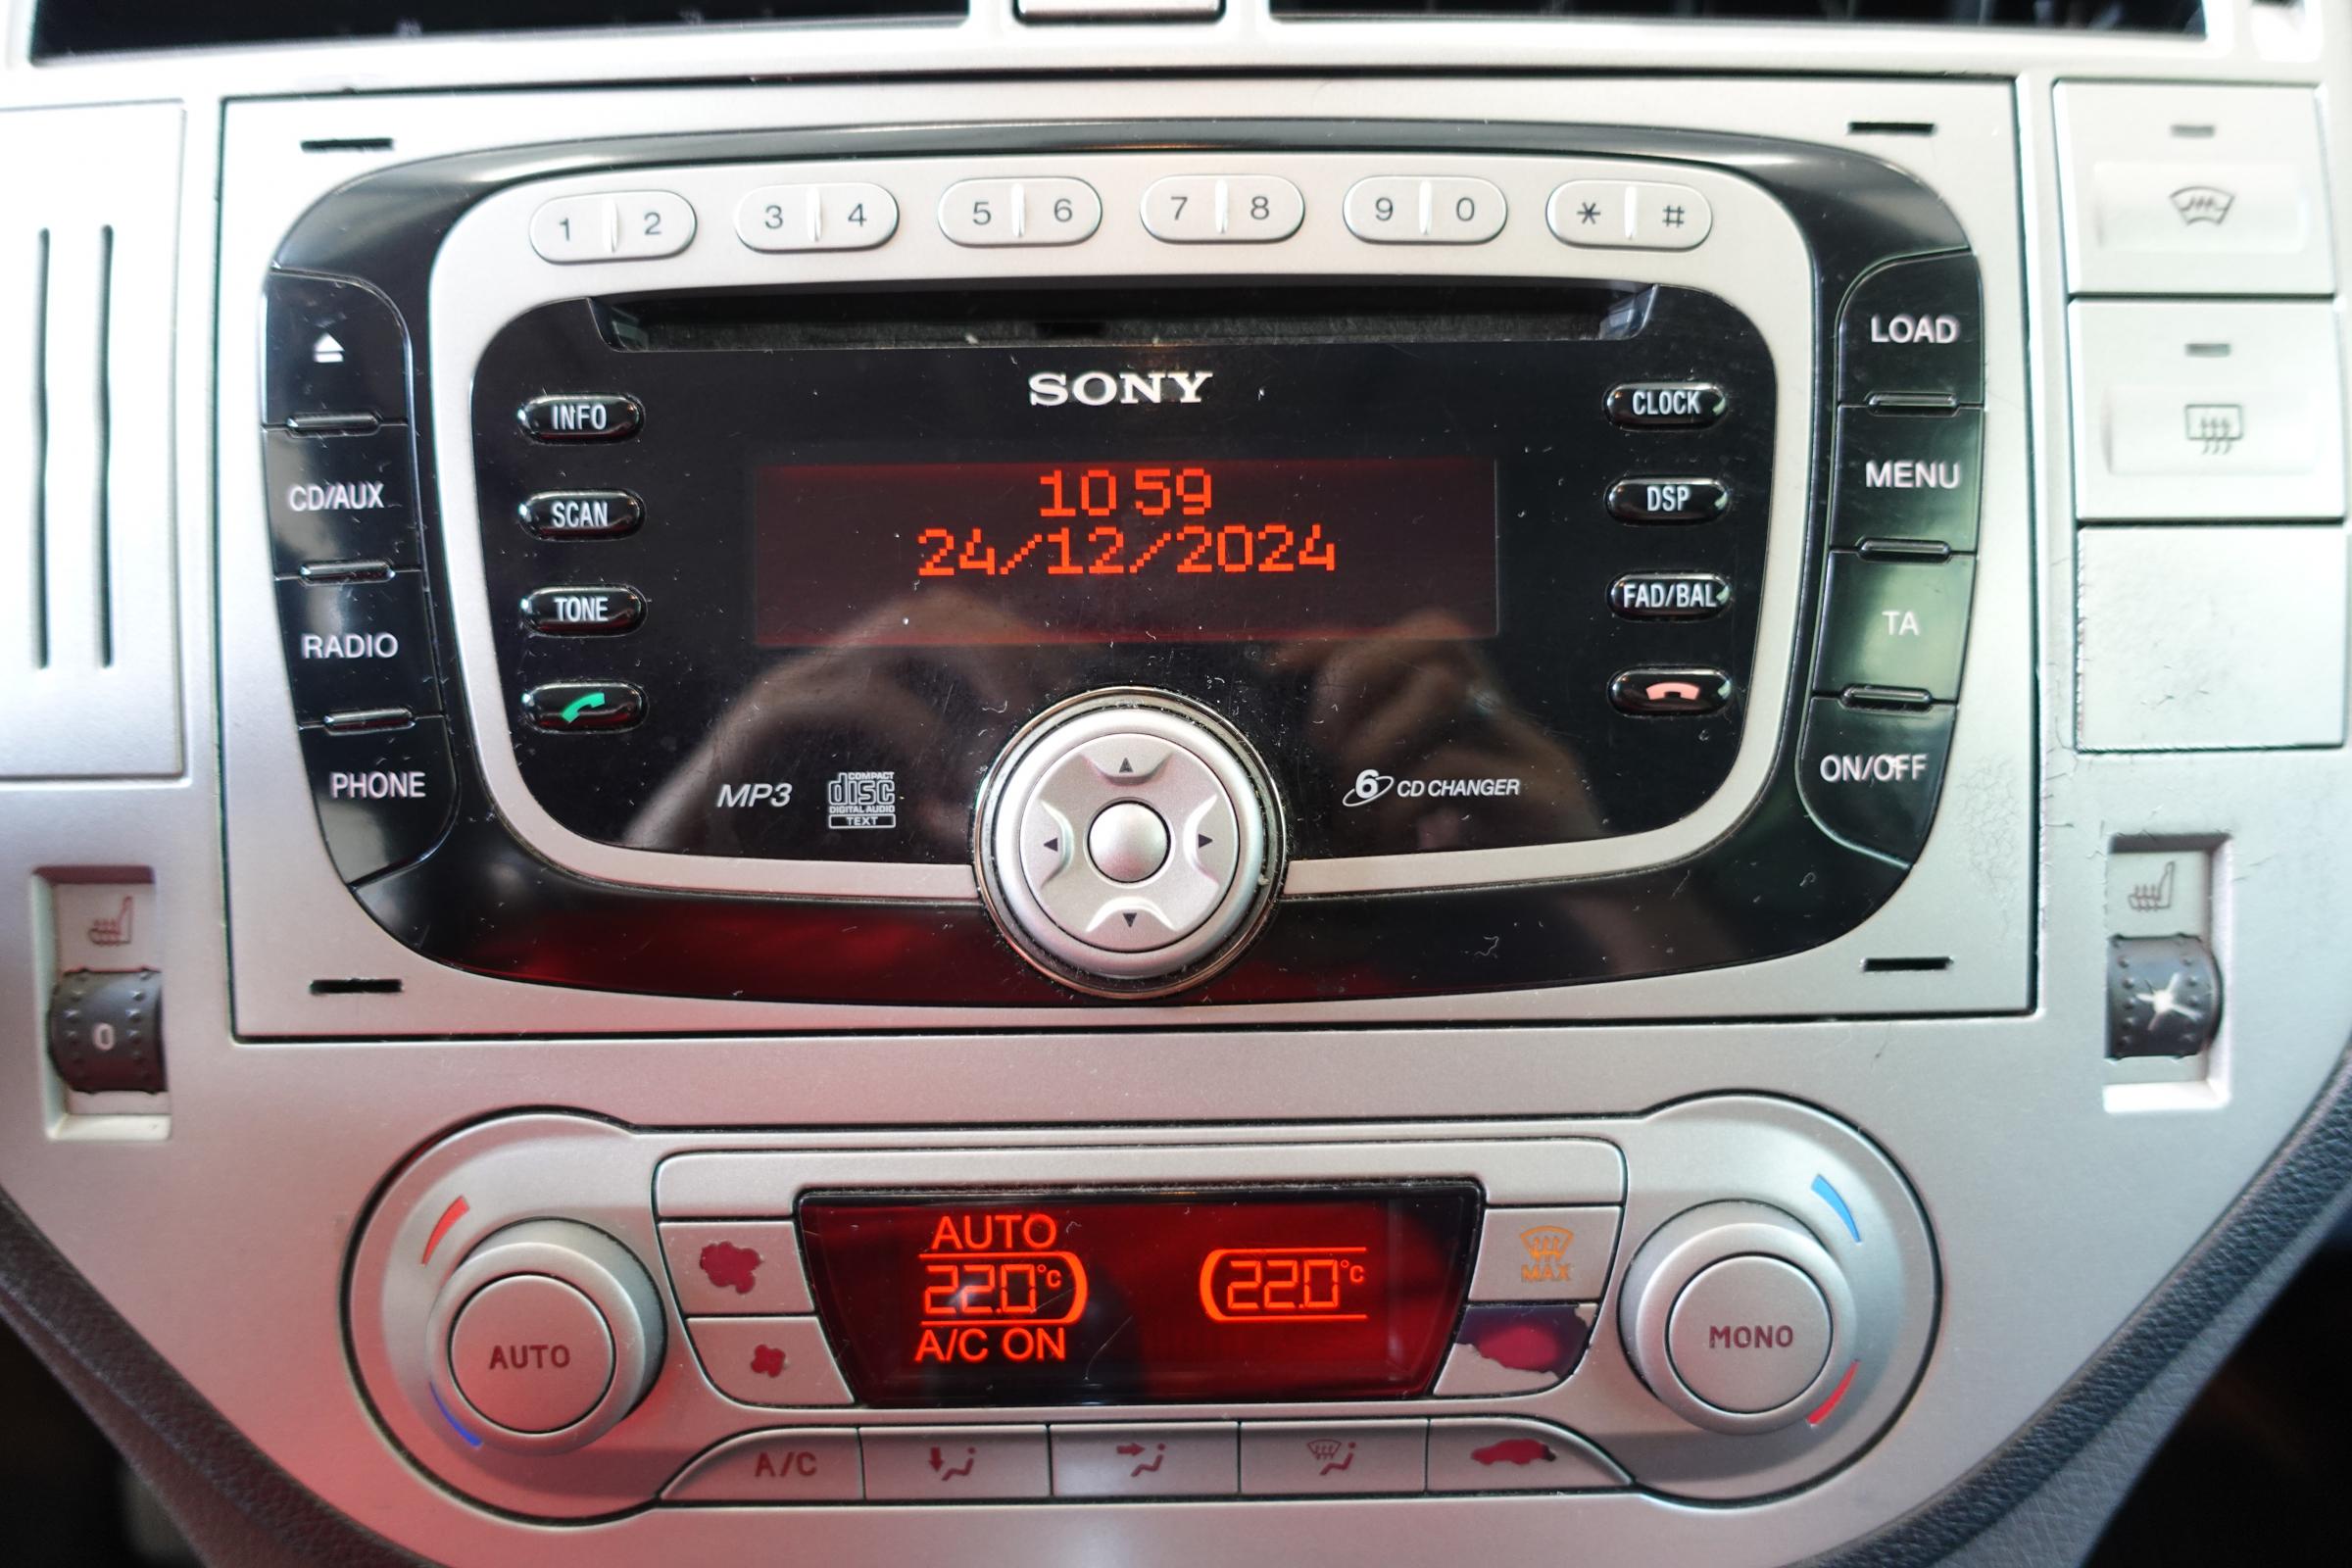 1 2 3 4 5 6 7 8 9 0 * #
SONY
LOAD
INFO
CLOCK
10 59
MENU
CD/AUX
SCAN
DSP
24/12/2024
TONE
FAD/BAL
TA
RADIO
PHONE
MP3
COMPACT
disc
DIGITAL AUDIO
TEXT
6 CD CHANGER
ON/OFF
0
AUTO
22.0°C
22.0°C
MAX
A/C ON
AUTO
MONO
A/C